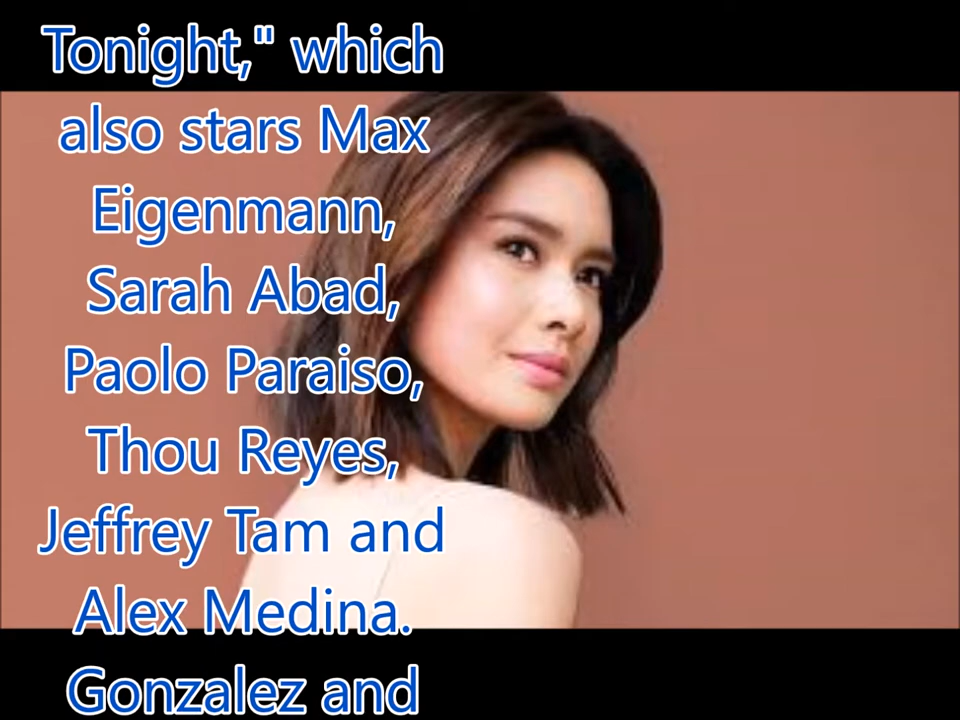 Tonight," which
also stars Max
Eigenmann,
Sarah Abad,
Paolo Paraiso,
Thou Reyes,
Jeffrey Tam and
Alex Medina.
Gonzalez and